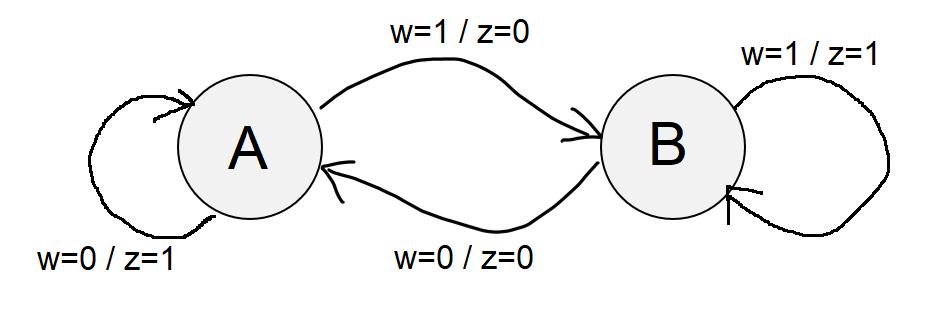 w=1 / z=0
w=1 / z=1
A
B
w=0 / z=1
w=0 / z=0